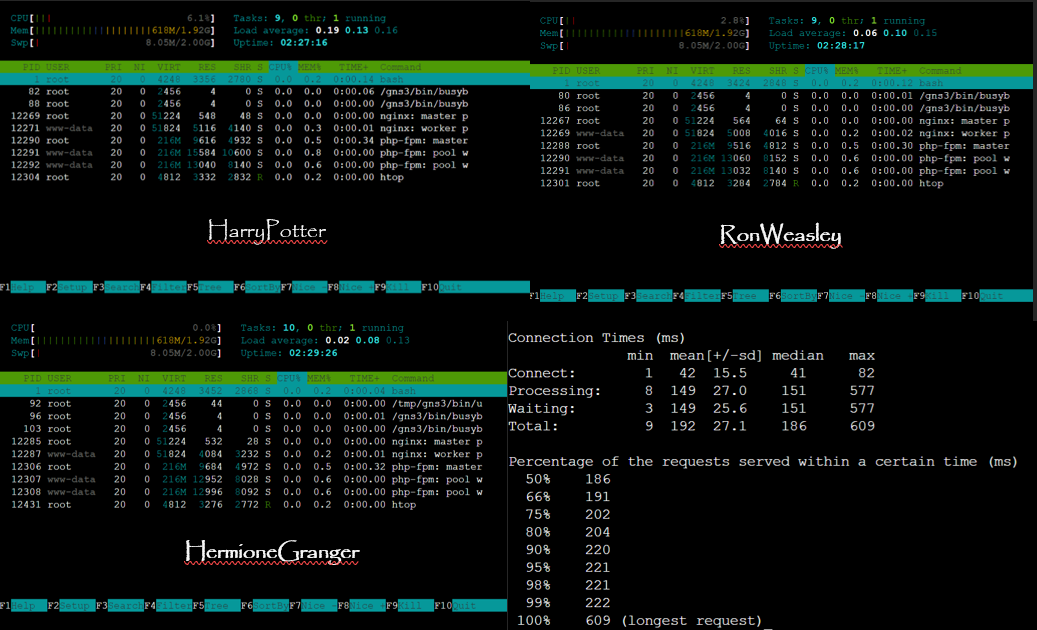 CPU[||| 6.1%] Tasks: 9, 0 thr; 1 running
Mem[||||||||||||||||||||||618M/1.92G] Load average: 0.19 0.13 0.16
Swp[| 8.05M/2.00G] Uptime: 02:27:16
PID USER PRI NI VIRT RES SHR S CPU% MEM% TIME+ Command
1 root 20 0 4248 3356 2780 S 0.0 0.2 0:00.14 bash
82 root 20 0 2456 4 0 S 0.0 0.0 0:00.06 /gns3/bin/busyb
88 root 20 0 2456 4 0 S 0.0 0.0 0:00.00 /gns3/bin/busyb
12269 root 20 0 51224 548 48 S 0.0 0.0 0:00.00 nginx: master p
12271 www-data 20 0 51824 5116 4140 S 0.0 0.3 0:00.01 nginx: worker p
12290 root 20 0 216M 9616 4932 S 0.0 0.5 0:00.34 php-fpm: master
12291 www-data 20 0 216M 15584 10600 S 0.0 0.8 0:00.00 php-fpm: pool w
12292 www-data 20 0 216M 13040 8140 S 0.0 0.6 0:00.00 php-fpm: pool w
12304 root 20 0 4812 3332 2832 R 0.0 0.2 0:00.00 htop
HarryPotter
F1Help F2Setup F3SearchF4FilterF5Tree F6SortByF7Nice -F8Nice +F9Kill F10Quit
CPU[| 2.8%] Tasks: 9, 0 thr; 1 running
Mem[||||||||||||||||||||||618M/1.92G] Load average: 0.06 0.10 0.15
Swp[| 8.05M/2.00G] Uptime: 02:28:17
PID USER PRI NI VIRT RES SHR S CPU% MEM% TIME+ Command
1 root 20 0 4248 3424 2848 S 0.0 0.2 0:00.12 bash
80 root 20 0 2456 4 0 S 0.0 0.0 0:00.01 /gns3/bin/busyb
86 root 20 0 2456 4 0 S 0.0 0.0 0:00.00 /gns3/bin/busyb
12267 root 20 0 51224 564 64 S 0.0 0.0 0:00.00 nginx: master p
12269 www-data 20 0 51824 5008 4016 S 0.0 0.2 0:00.02 nginx: worker p
12288 root 20 0 216M 9516 4812 S 0.0 0.5 0:00.30 php-fpm: master
12290 www-data 20 0 216M 13060 8152 S 0.0 0.6 0:00.00 php-fpm: pool w
12291 www-data 20 0 216M 13032 8140 S 0.0 0.6 0:00.00 php-fpm: pool w
12301 root 20 0 4812 3284 2784 R 0.0 0.2 0:00.00 htop
RonWeasley
F1Help F2Setup F3SearchF4FilterF5Tree F6SortByF7Nice -F8Nice +F9Kill F10Quit
CPU[ 0.0%] Tasks: 10, 0 thr; 1 running
Mem[||||||||||||||||||||||618M/1.92G] Load average: 0.02 0.08 0.13
Swp[| 8.05M/2.00G] Uptime: 02:29:26
PID USER PRI NI VIRT RES SHR S CPU% MEM% TIME+ Command
1 root 20 0 4248 3452 2868 S 0.0 0.2 0:00.04 bash
92 root 20 0 2456 44 0 S 0.0 0.0 0:00.00 /tmp/gns3/bin/u
96 root 20 0 2456 4 0 S 0.0 0.0 0:00.01 /gns3/bin/busyb
103 root 20 0 2456 4 0 S 0.0 0.0 0:00.01 /gns3/bin/busyb
12285 root 20 0 51224 532 28 S 0.0 0.0 0:00.00 nginx: master p
12287 www-data 20 0 51824 4084 3232 S 0.0 0.2 0:00.01 nginx: worker p
12306 root 20 0 216M 9684 4972 S 0.0 0.5 0:00.32 php-fpm: master
12307 www-data 20 0 216M 12952 8028 S 0.0 0.6 0:00.00 php-fpm: pool w
12308 www-data 20 0 216M 12996 8092 S 0.0 0.6 0:00.00 php-fpm: pool w
12431 root 20 0 4812 3276 2772 R 0.0 0.2 0:00.00 htop
HermioneGranger
F1Help F2Setup F3SearchF4FilterF5Tree F6SortByF7Nice -F8Nice +F9Kill F10Quit
Connection Times (ms)
min mean[+/-sd] median max
Connect: 1 42 15.5 41 82
Processing: 8 149 27.0 151 577
Waiting: 3 149 25.6 151 577
Total: 9 192 27.1 186 609
Percentage of the requests served within a certain time (ms)
50% 186
66% 191
75% 202
80% 204
90% 220
95% 221
98% 221
99% 222
100% 609 (longest request)